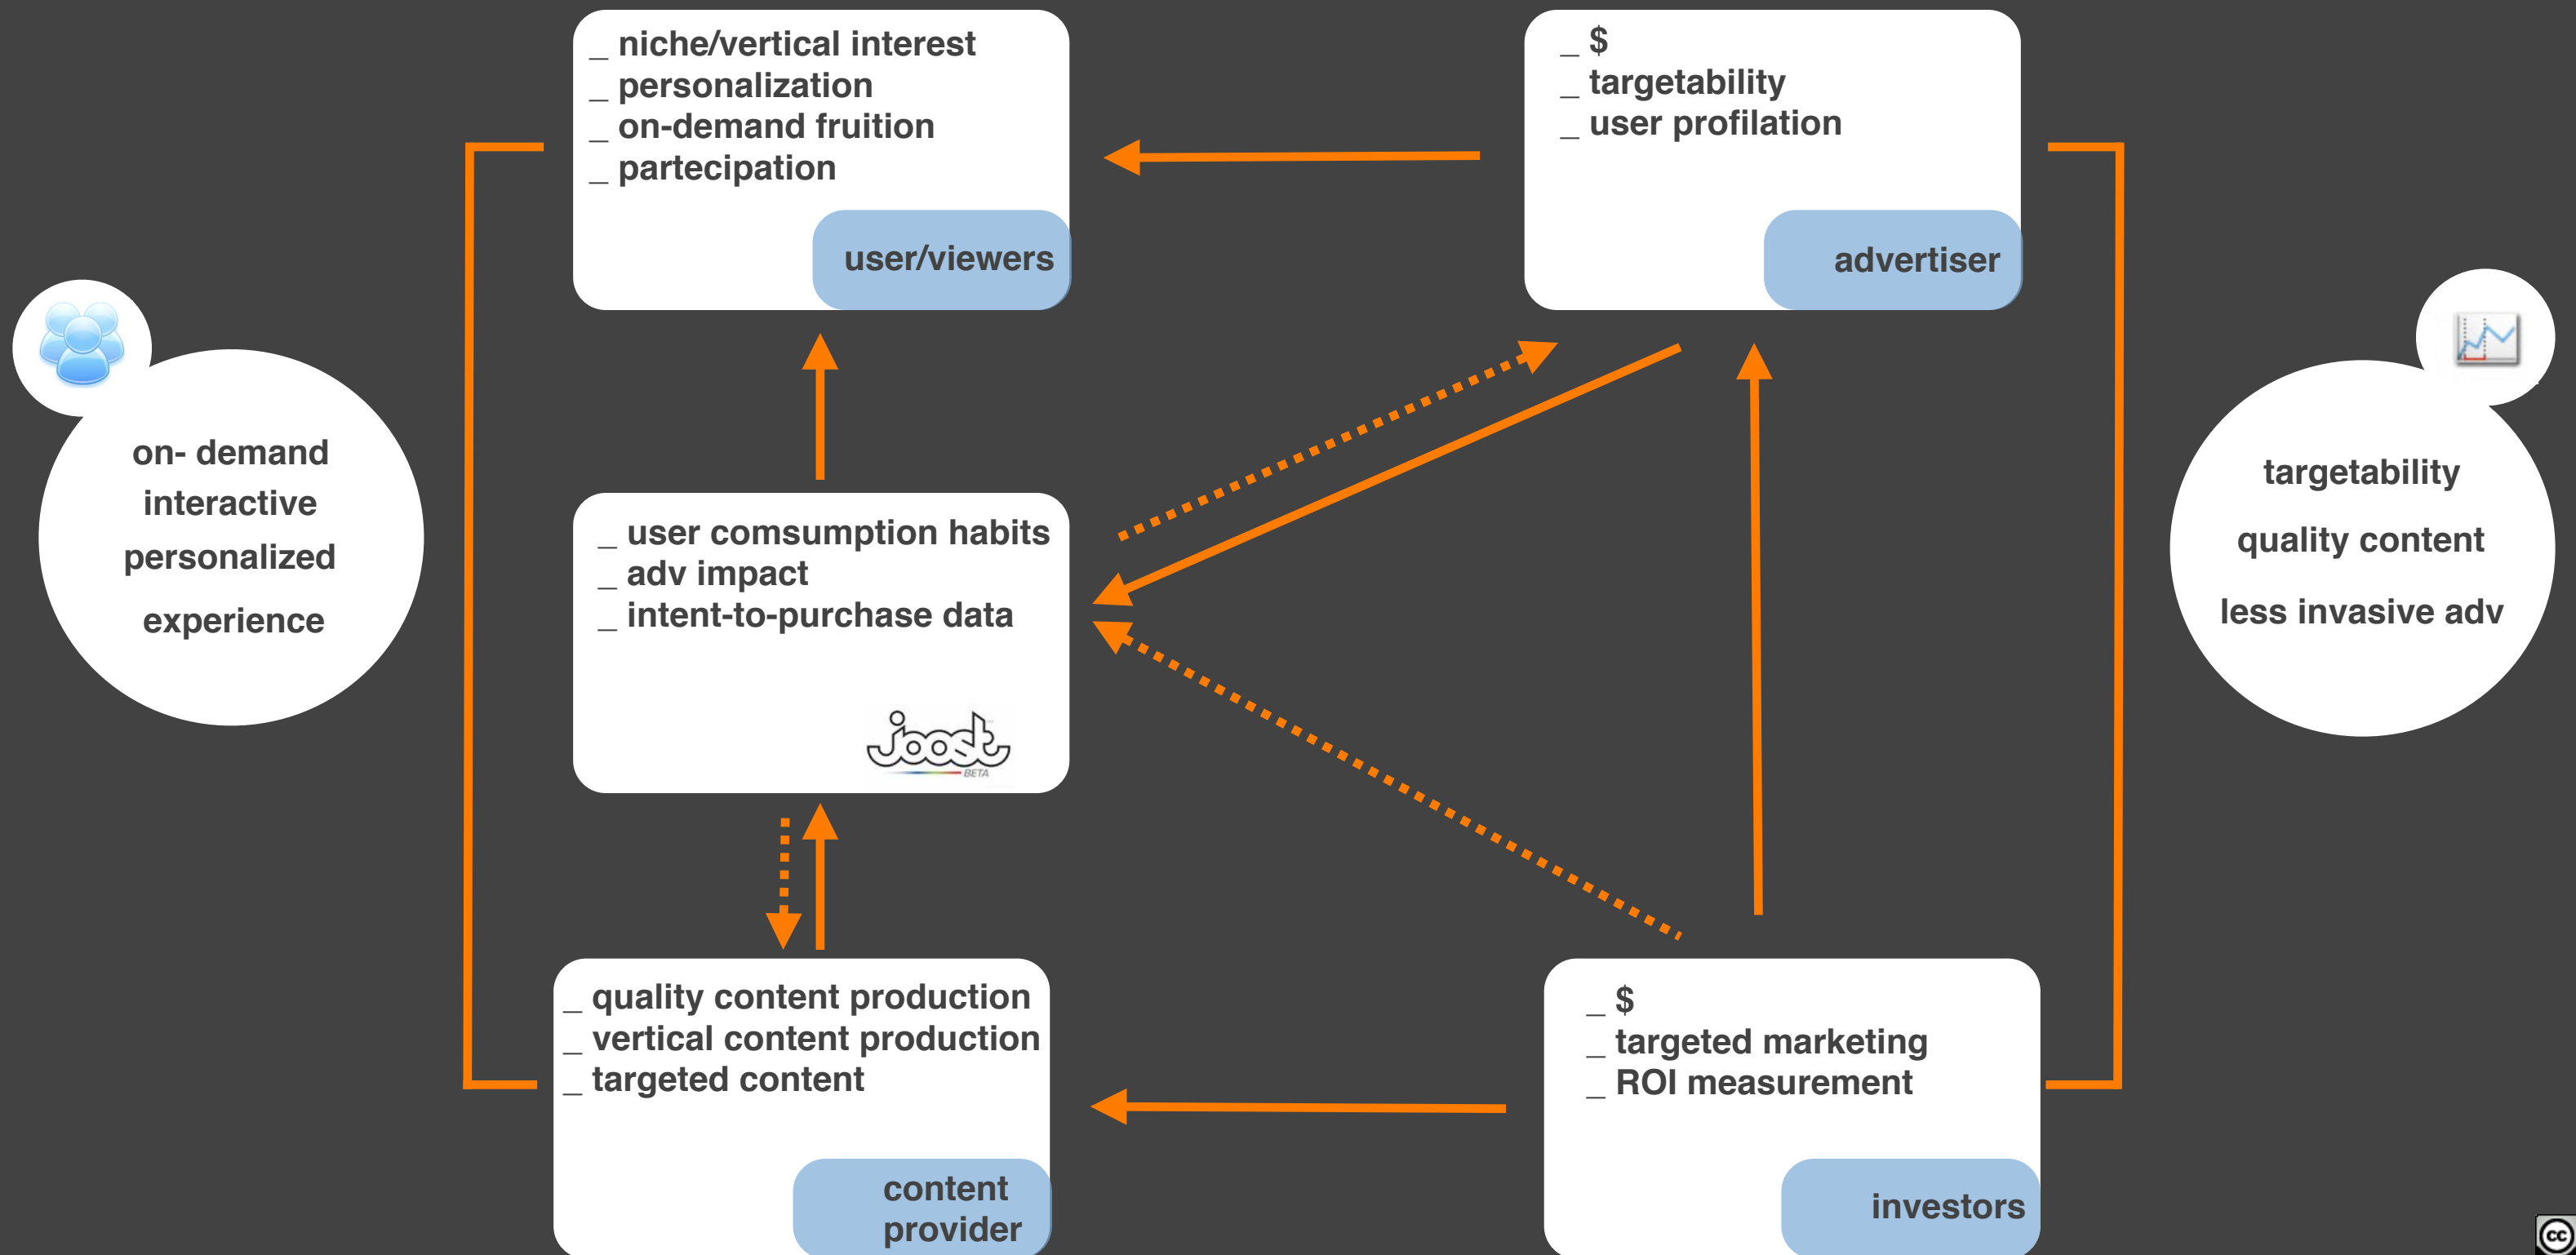 _ niche/vertical interest
_ personalization
_ on-demand fruition
_ partecipation
user/viewers
_ $
_ targetability
_ user profilation
advertiser
on- demand
interactive
personalized
experience
_ user comsumption habits
_ adv impact
_ intent-to-purchase data
Joost
BETA
targetability
quality content
less invasive adv
_ quality content production
_ vertical content production
_ targeted content
content
provider
_ $
_ targeted marketing
_ ROI measurement
investors
cc